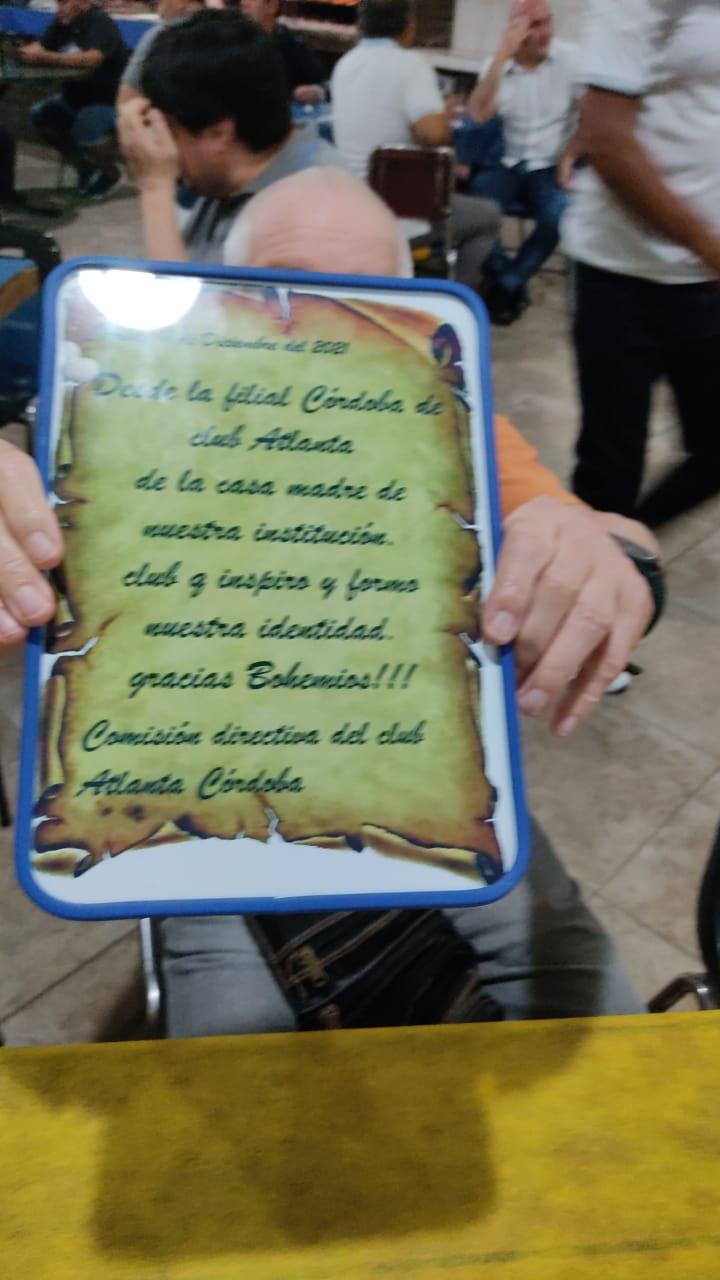 de Diciembre del 2021
Desde la filial Córdoba de
club Atlanta
de la casa madre de
nuestra institución.
club q inspiro y formo
nuestra identidad.
gracias Bohemios!!!
Comisión directiva del club
Atlanta Córdoba